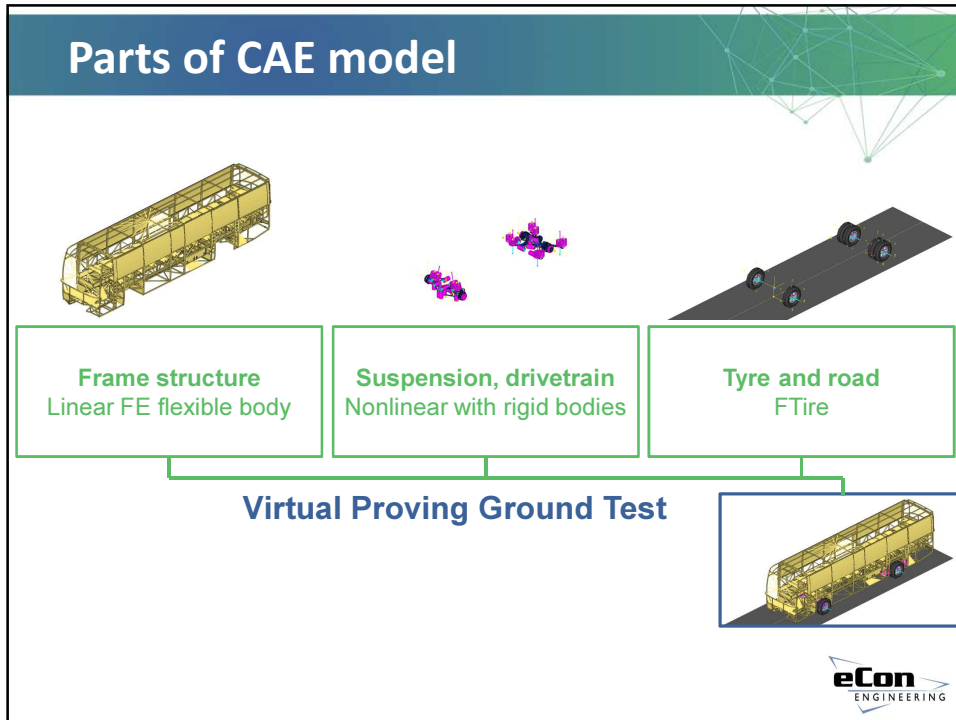 Parts of CAE model
Frame structure
Linear FE flexible body
Suspension, drivetrain
Nonlinear with rigid bodies
Tyre and road
FTire
Virtual Proving Ground Test
eCon
ENGINEERING